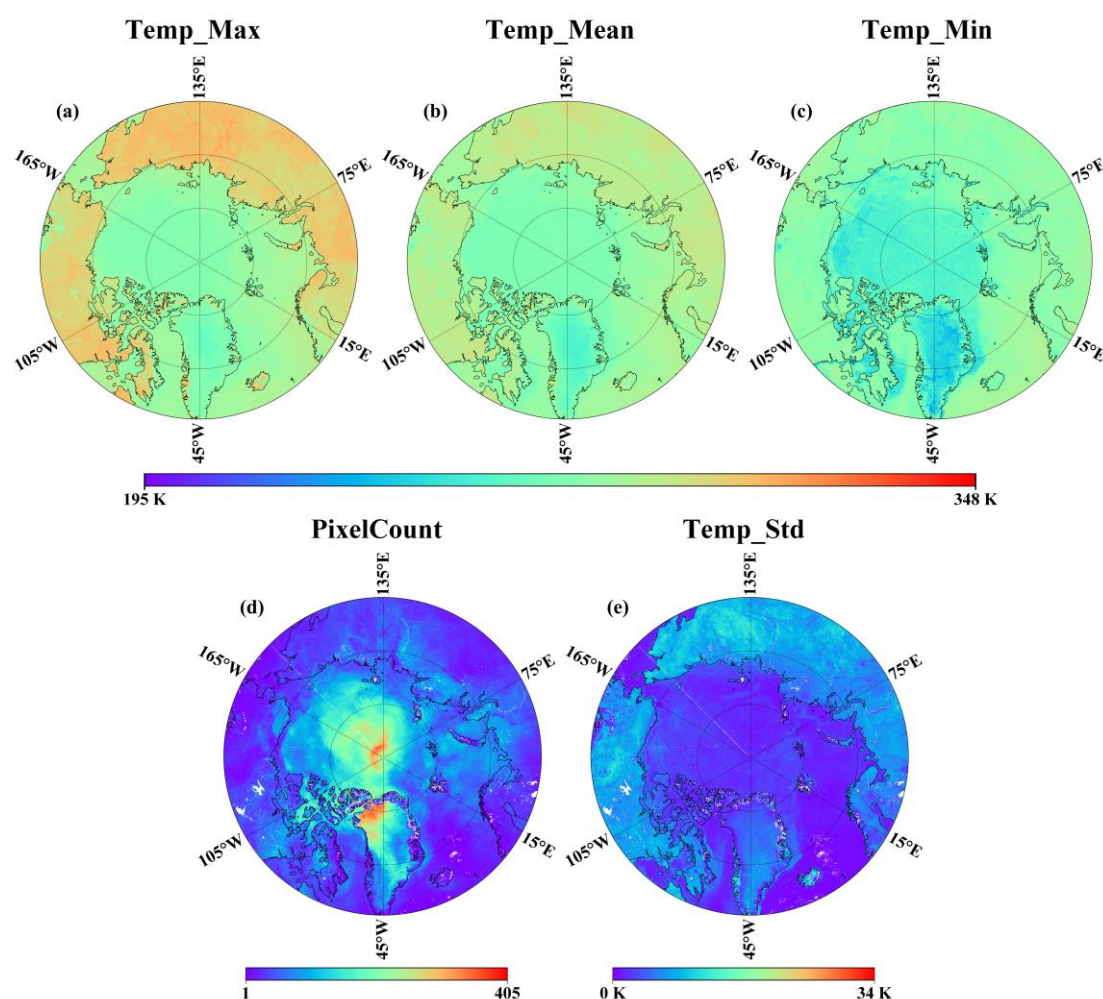 Temp_Max Temp_Mean Temp_Min
(a) 135°E (b) 135°E (c) 135°E
165°W 75°E 165°W 75°E 165°W 75°E
105°W 15°E 105°W 15°E 105°W 15°E
45°W 45°W 45°W
195 K 348 K
PixelCount Temp_Std
(d) 135°E (e) 135°E
165°W 75°E 165°W 75°E
105°W 15°E 105°W 15°E
45°W 45°W
1 405 0 K 34 K